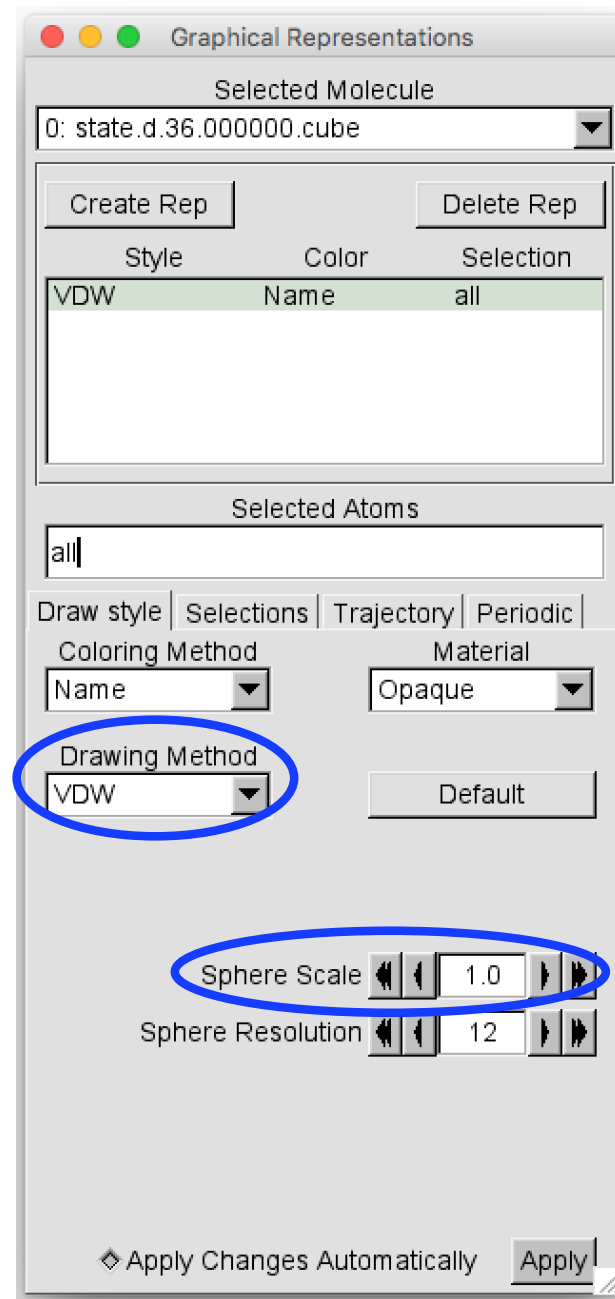 Graphical Representations
Selected Molecule
0: state.d.36.000000.cube
Create Rep Delete Rep
Style Color Selection
VDW Name all
Selected Atoms
all
Draw style Selections Trajectory Periodic
Coloring Method Material
Name Opaque
Drawing Method
VDW Default
Sphere Scale 1.0
Sphere Resolution 12
Apply Changes Automatically Apply